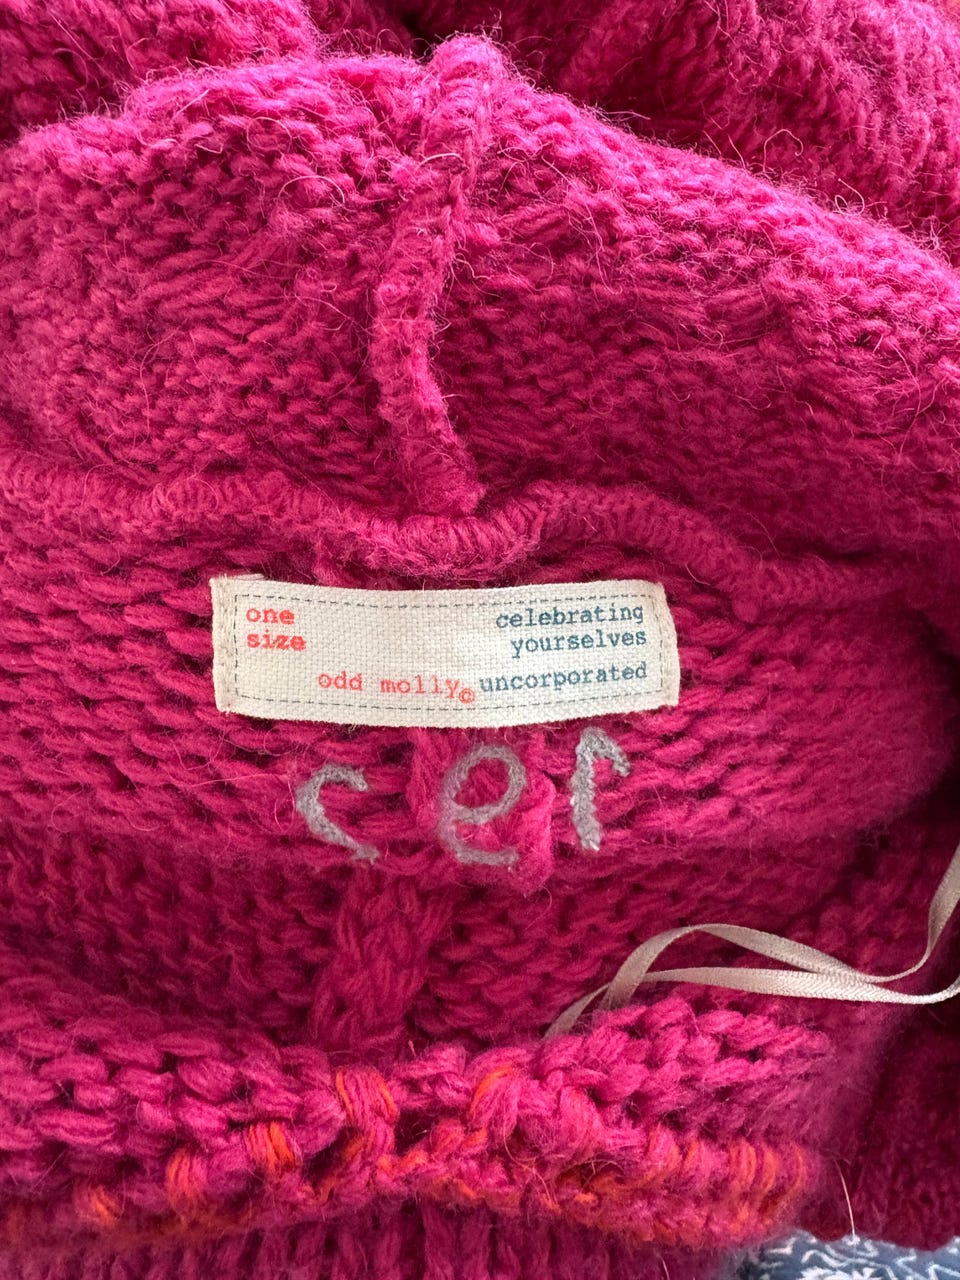 one
size
celebrating
yourselves
odd molly© uncorporated
cer